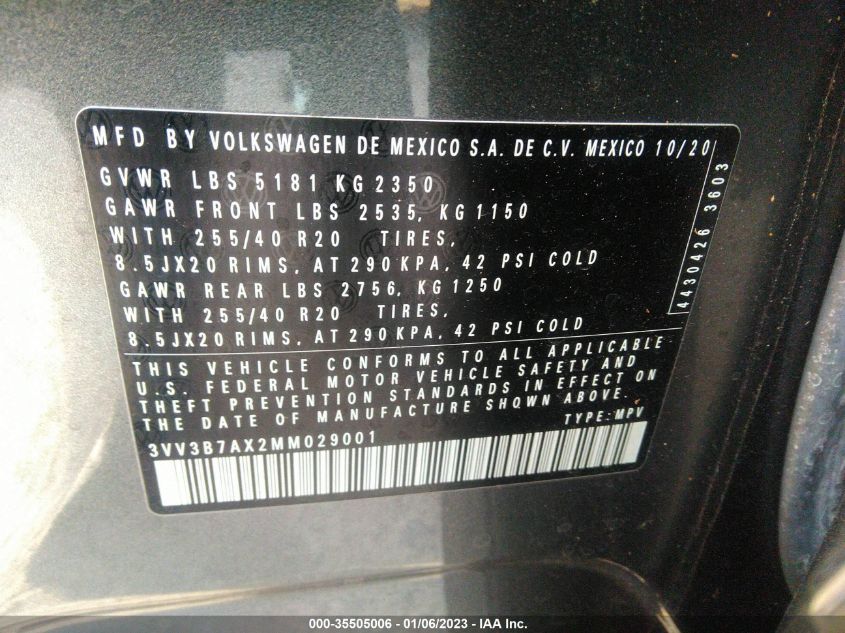 MFD BY VOLKSWAGEN DE MEXICO S.A. DE C.V. MEXICO 10/20
GVWR LBS 5181 KG 2350
GAWR FRONT LBS 2535, KG 1150
WITH 255/40 R20 TIRES,
8.5JX20 RIMS, AT 290 KPA, 42 PSI COLD
GAWR REAR LBS 2756, KG 1250
WITH 255/40 R20 TIRES,
8.5JX20 RIMS, AT 290 KPA, 42 PSI COLD
4430426 3603
THIS VEHICLE CONFORMS TO ALL APPLICABLE
U.S. FEDERAL MOTOR VEHICLE SAFETY AND
THEFT PREVENTION STANDARDS IN EFFECT ON
THE DATE OF MANUFACTURE SHOWN ABOVE.
TYPE: MPV
3VV3B7AX2MM029001
000-35505006 - 01/06/2023 - IAA Inc.